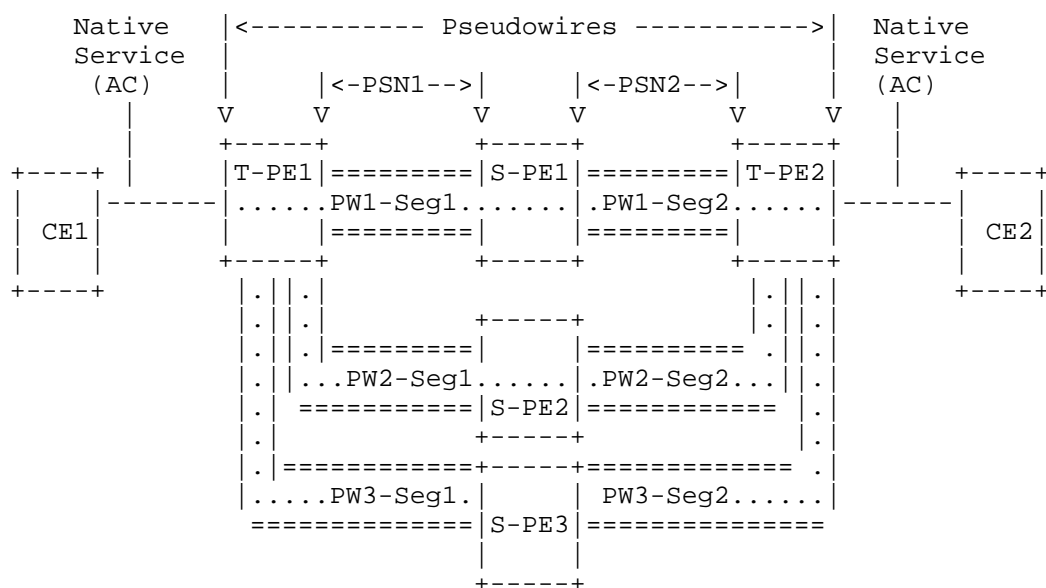 Native |<----------- Pseudowires ----------->| Native
Service | | Service
(AC) | |<-PSN1-->| |<-PSN2-->| | (AC)
| V V V V V V |
| +-----+ +-----+ +-----+ |
+----+ | |T-PE1|=========|S-PE1|=========|T-PE2| | +----+
| |-------|......PW1-Seg1.......|.PW1-Seg2......|-------| |
| CE1| | |=========| |=========| | | CE2|
| | +-----+ +-----+ +-----+ | |
+----+ |.||.| |.||.| +----+
|.||.| +-----+ |.||.|
|.||.|=========| |========== .||.|
|.||...PW2-Seg1......|.PW2-Seg2...||.|
|.| ===========|S-PE2|============ |.|
|.| +-----+ |.|
|.|============+-----+============= .|
|.....PW3-Seg1.| | PW3-Seg2......|
==============|S-PE3|===============
| |
+-----+